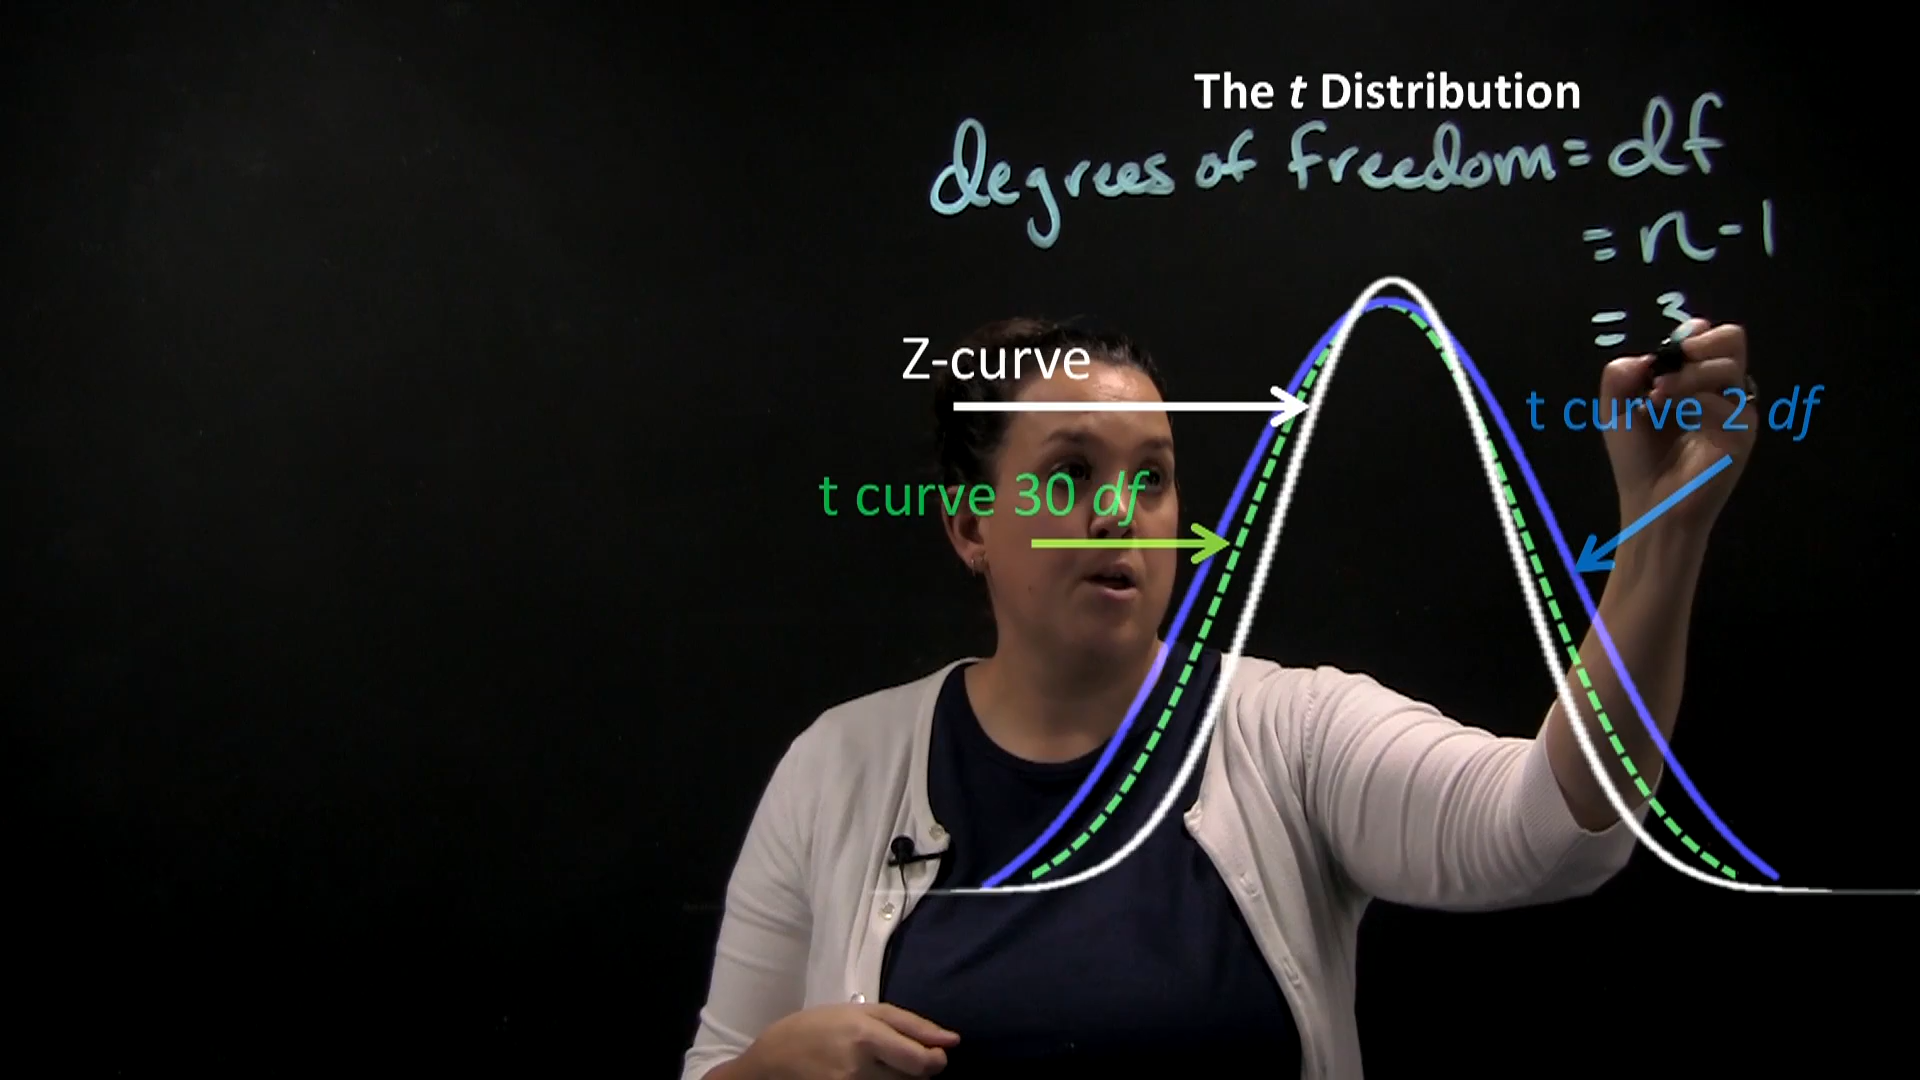 The t Distribution
degrees of freedom = df
= n - 1
= 3
Z-curve
t curve 2 df
t curve 30 df